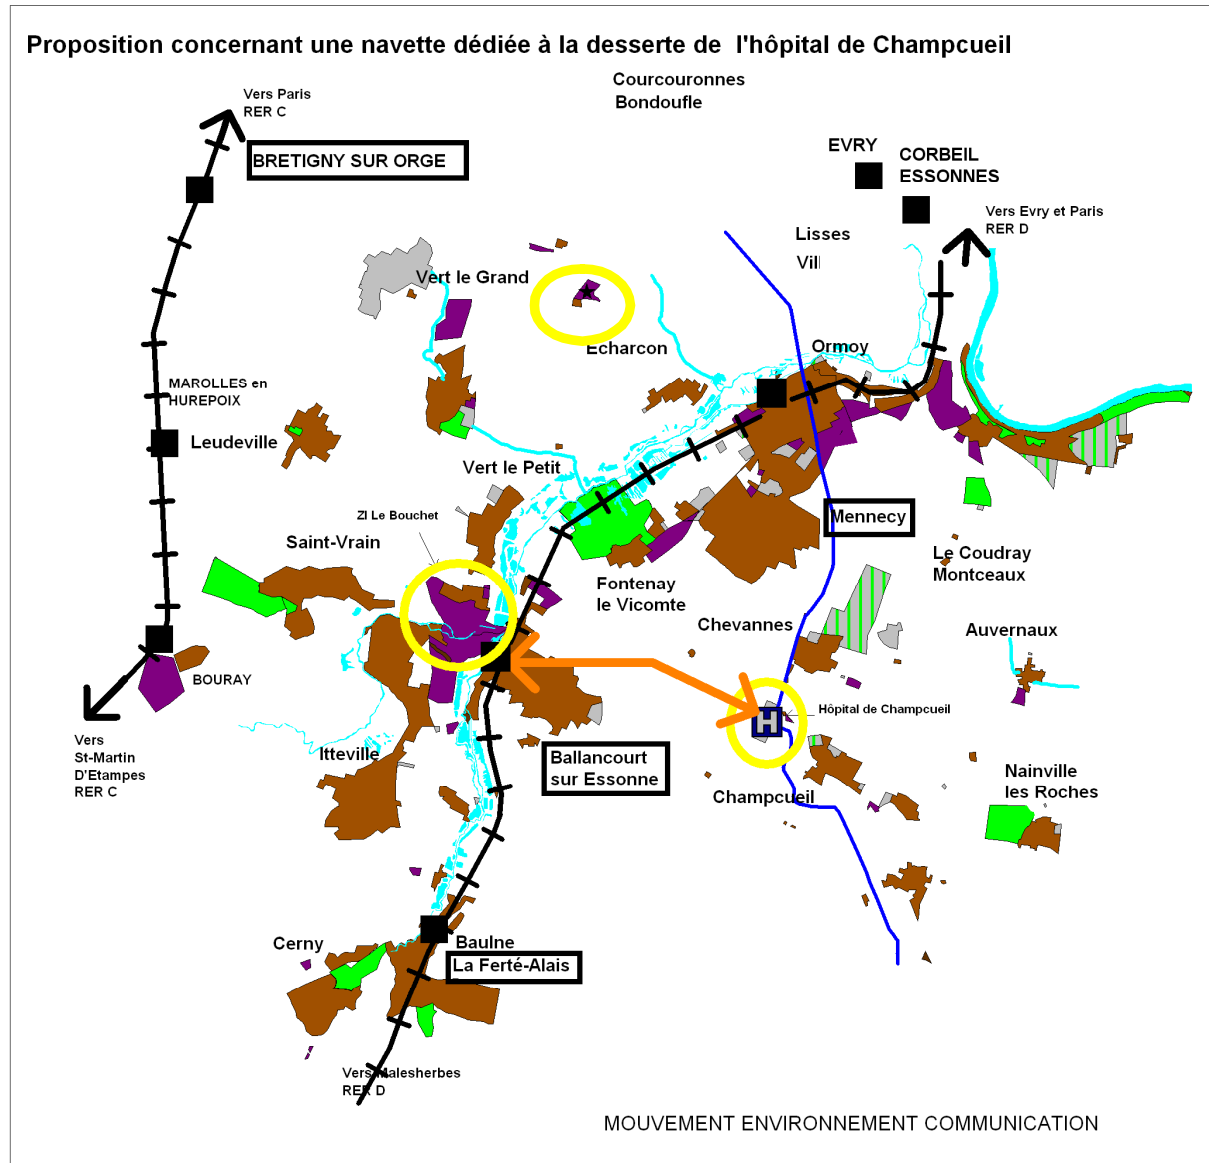 Proposition concernant une navette dédiée à la desserte de l'hôpital de Champcueil
Courcouronnes
Bondoufle
Vers Paris
RER C
BRETIGNY SUR ORGE
EVRY
CORBEIL
ESSONNES
Vers Evry et Paris
RER D
Lisses
Vil
Vert le Grand
Echarcon
Ormoy
MAROLLES en
HUREPOIX
Leudeville
Vert le Petit
ZI Le Bouchet
Saint-Vrain
Mennecy
Le Coudray
Montceaux
Fontenay
le Vicomte
Chevannes
Auvernaux
BOURAY
H
Hôpital de Champcueil
Vers
St-Martin
D'Etampes
RER C
Itteville
Ballancourt
sur Essonne
Champcueil
Nainville
les Roches
Cerny
Baulne
La Ferté-Alais
Vers Malesherbes
RER D
MOUVEMENT ENVIRONNEMENT COMMUNICATION